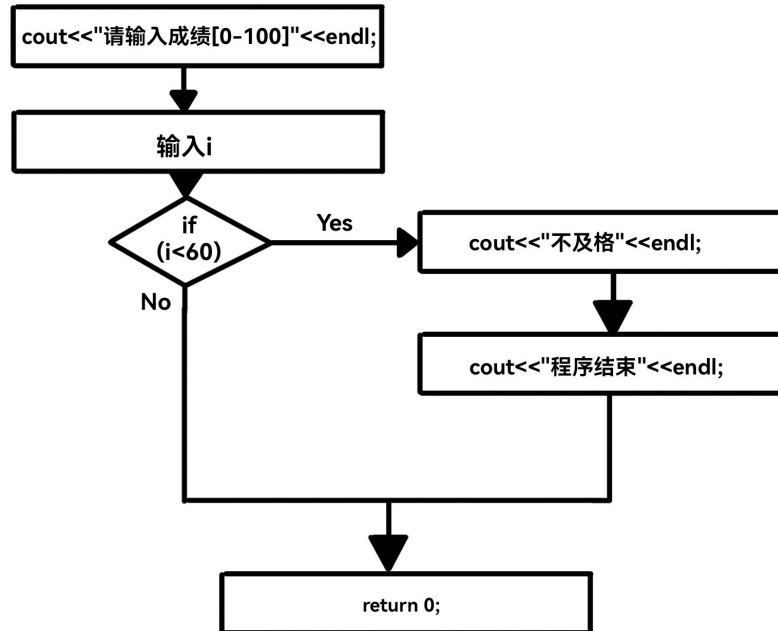 cout<<"请输入成绩[0-100]"<<endl;
输入i
if
(i<60)
Yes
cout<<"不及格"<<endl;
No
cout<<"程序结束"<<endl;
return 0;